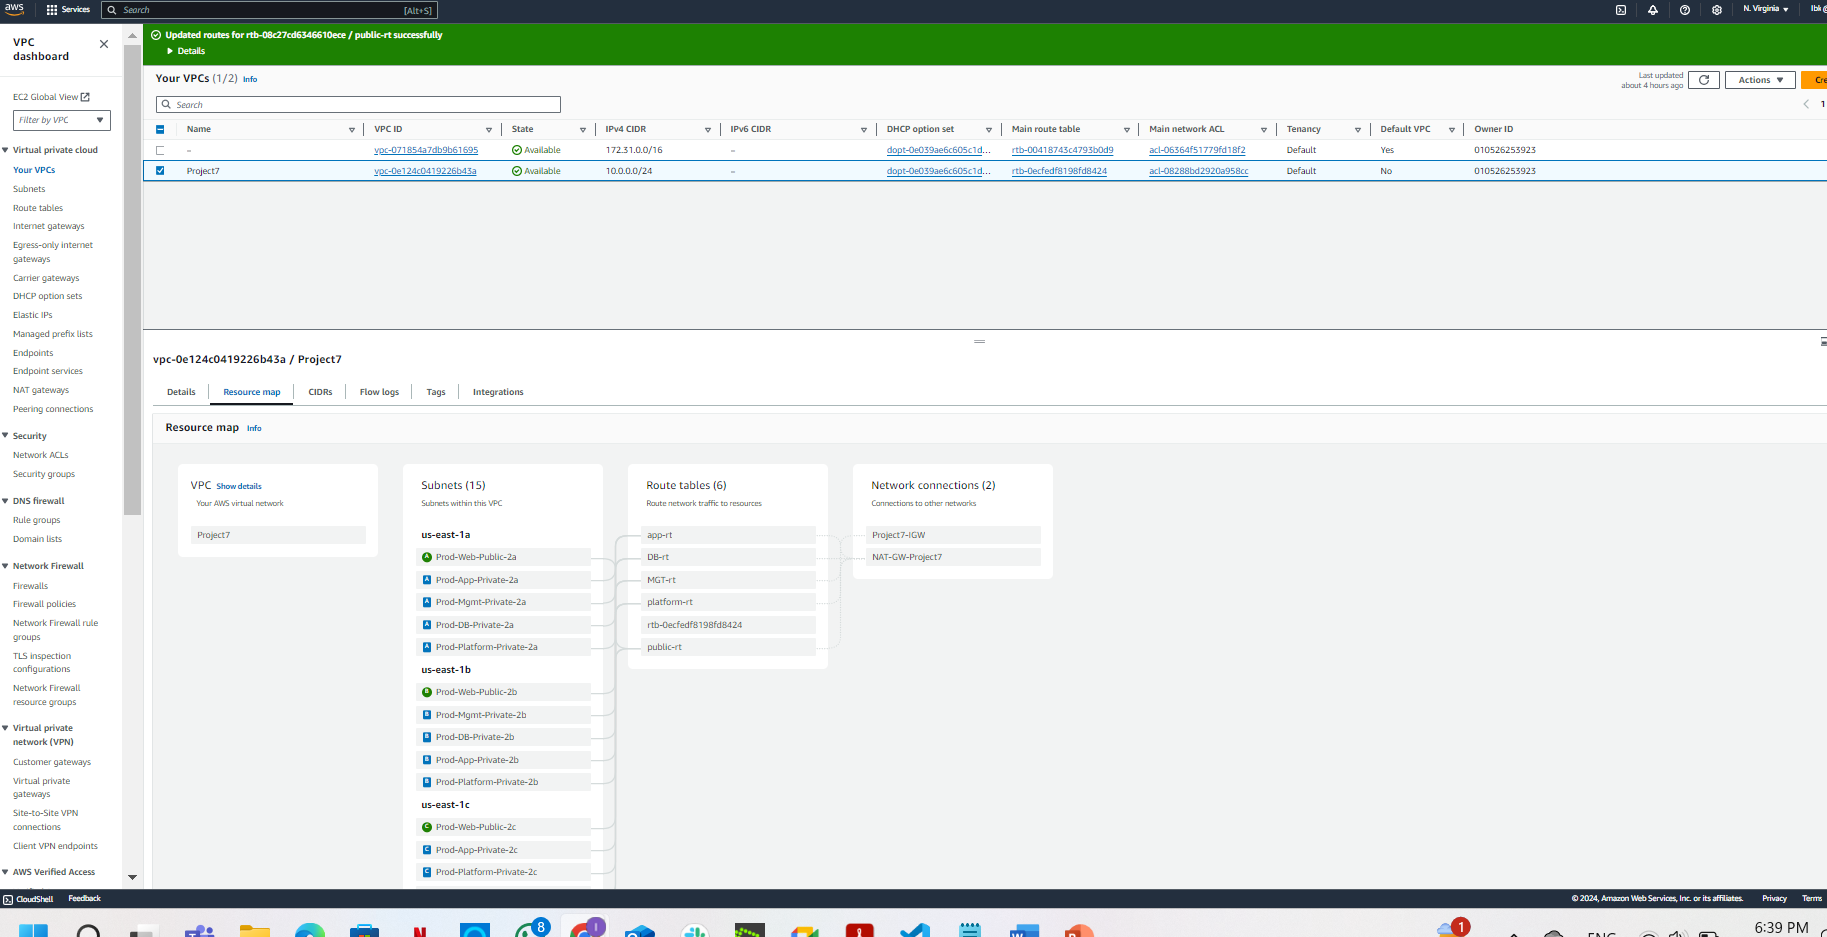 aws
Services
Search
[Alt+S]
N. Virginia
VPC dashboard
EC2 Global View
Filter by VPC
Virtual private cloud
Your VPCs
Subnets
Route tables
Internet gateways
Egress-only internet
gateways
Carrier gateways
DHCP option sets
Elastic IPs
Managed prefix lists
Endpoints
Endpoint services
NAT gateways
Peering connections
Security
Network ACLs
Security groups
DNS firewall
Rule groups
Domain lists
Network Firewall
Firewalls
Firewall policies
Network Firewall rule
groups
TLS inspection
configurations
Network Firewall
resource groups
Virtual private
network (VPN)
Customer gateways
Virtual private
gateways
Site-to-Site VPN
connections
Client VPN endpoints
AWS Verified Access
Updated routes for rtb-08c27cd6346610ece / public-rt successfully
Details
Your VPCs (1/2) Info
Last updated
about 4 hours ago
Actions
Cre
Search
1
Name VPC ID State IPv4 CIDR IPv6 CIDR DHCP option set Main route table Main network ACL Tenancy Default VPC Owner ID
– vpc-071854a7db9b61695 Available 172.31.0.0/16 – dopt-0e039ae6c605c1d... rtb-00418743c4793b0d9 acl-06364f51779fd18f2 Default Yes 010526253923
Project7 vpc-0e124c0419226b43a Available 10.0.0.0/24 – dopt-0e039ae6c605c1d... rtb-0ecfedf8198fd8424 acl-08288bd2920a958cc Default No 010526253923
vpc-0e124c0419226b43a / Project7
Details Resource map CIDRs Flow logs Tags Integrations
Resource map Info
VPC Show details
Your AWS virtual network
Project7
Subnets (15)
Subnets within this VPC
us-east-1a
A Prod-Web-Public-2a
A Prod-App-Private-2a
A Prod-Mgmt-Private-2a
A Prod-DB-Private-2a
A Prod-Platform-Private-2a
us-east-1b
B Prod-Web-Public-2b
B Prod-Mgmt-Private-2b
B Prod-DB-Private-2b
B Prod-App-Private-2b
B Prod-Platform-Private-2b
us-east-1c
C Prod-Web-Public-2c
C Prod-App-Private-2c
C Prod-Platform-Private-2c
Route tables (6)
Route network traffic to resources
app-rt
DB-rt
MGT-rt
platform-rt
rtb-0ecfedf8198fd8424
public-rt
Network connections (2)
Connections to other networks
Project7-IGW
NAT-GW-Project7
CloudShell
Feedback
© 2024, Amazon Web Services, Inc. or its affiliates.
Privacy
Terms
8
1
6:39 PM